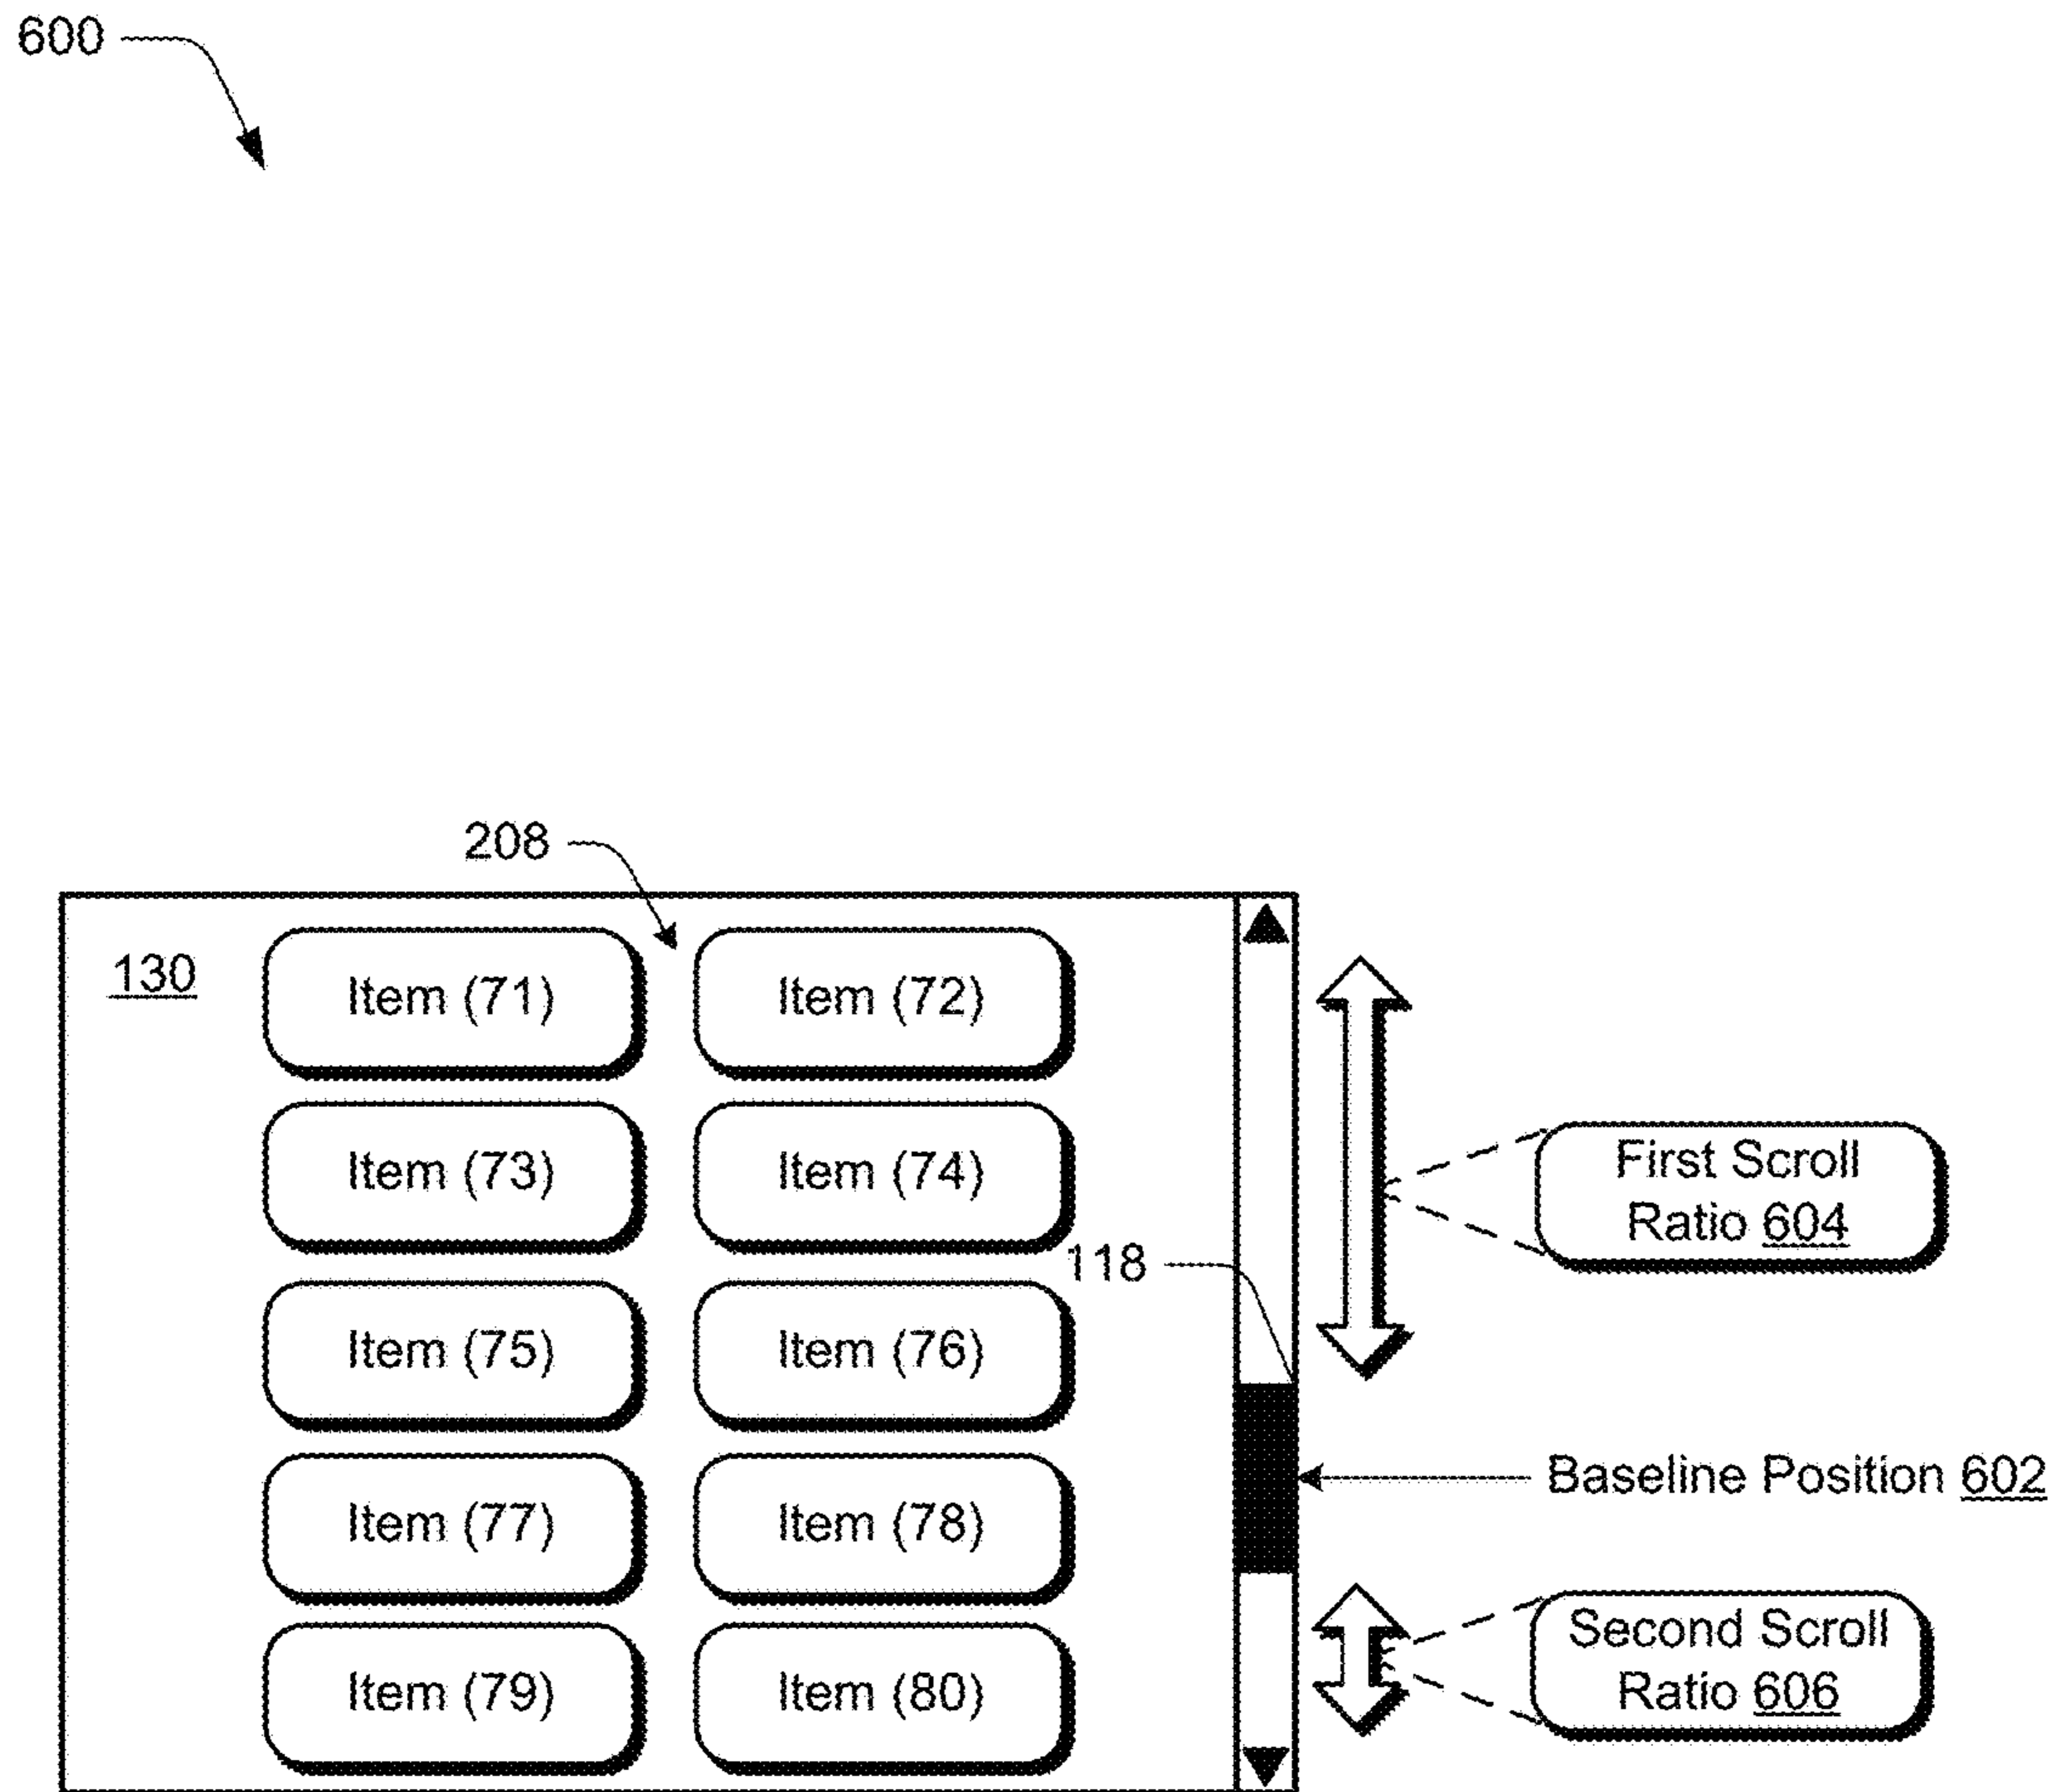 600
208
130
Item (71)
Item (72)
Item (73)
Item (74)
First Scroll
Ratio 604
118
Item (75)
Item (76)
Baseline Position 602
Item (77)
Item (78)
Second Scroll
Ratio 606
Item (79)
Item (80)